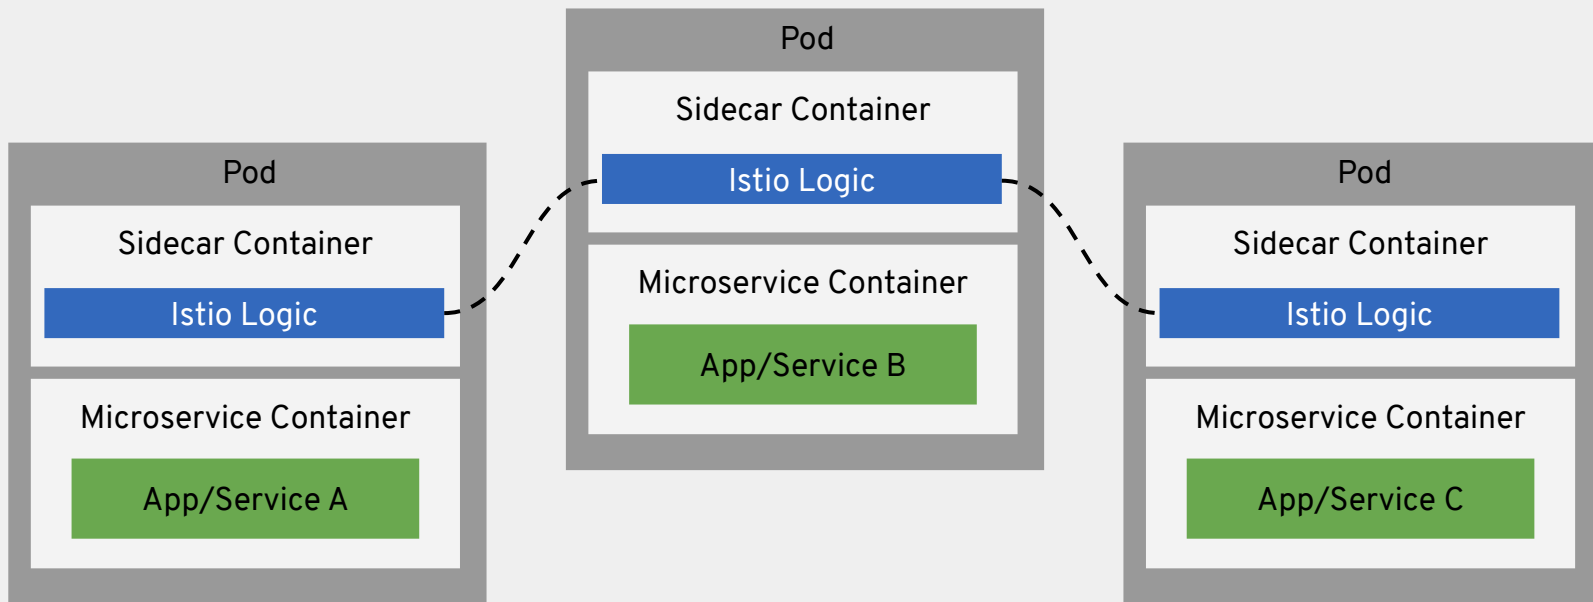 Pod
Sidecar Container
Istio Logic
Microservice Container
App/Service A
Pod
Sidecar Container
Istio Logic
Microservice Container
App/Service B
Pod
Sidecar Container
Istio Logic
Microservice Container
App/Service C